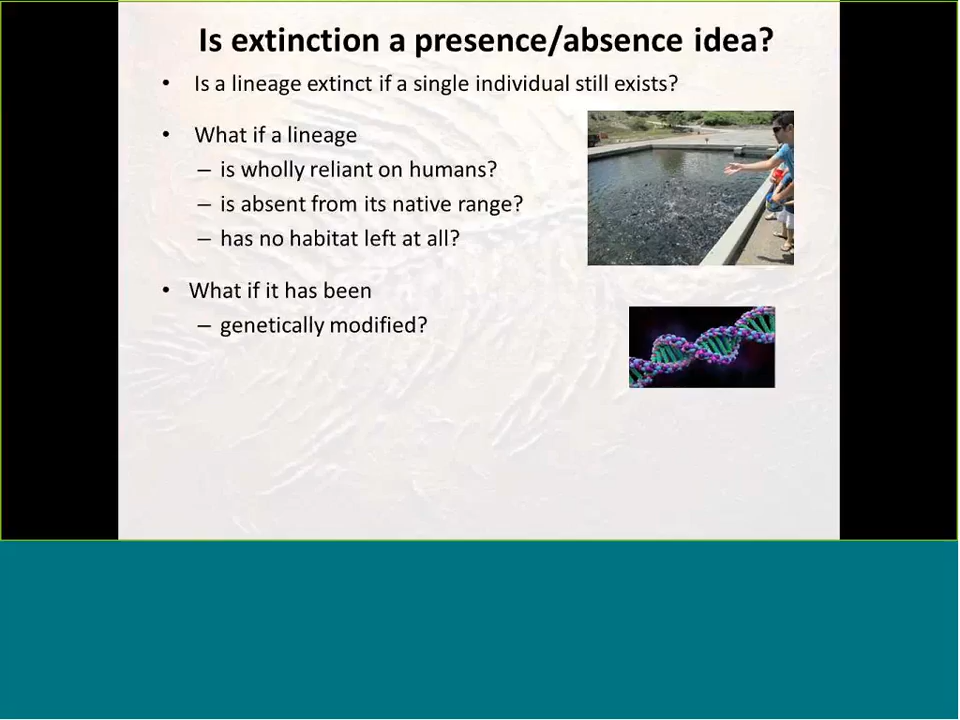 Is extinction a presence/absence idea?
• Is a lineage extinct if a single individual still exists?
• What if a lineage
– is wholly reliant on humans?
– is absent from its native range?
– has no habitat left at all?
• What if it has been
– genetically modified?